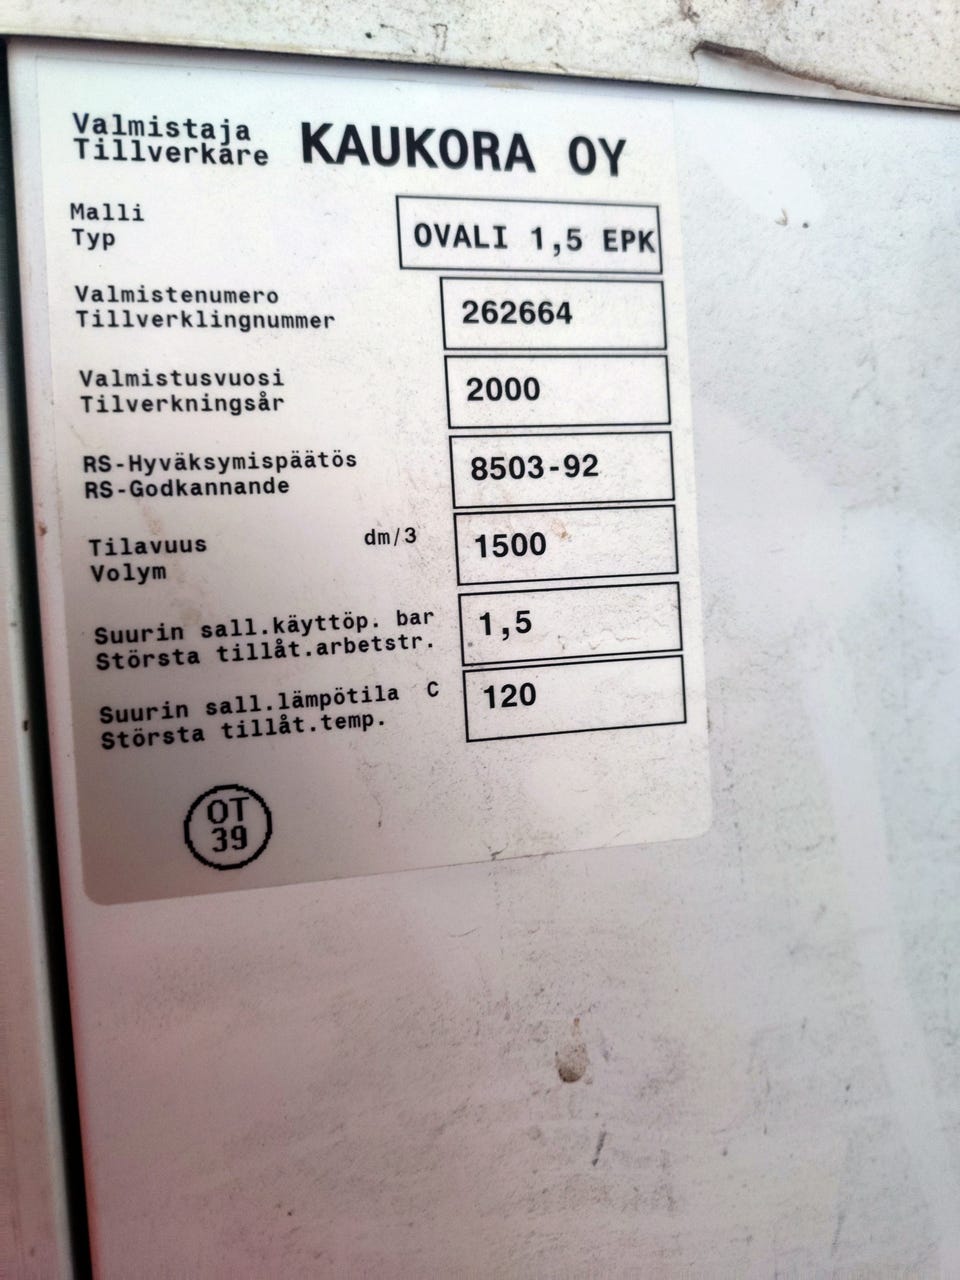 Valmistaja
Tillverkare KAUKORA OY
Malli
Typ
OVALI 1,5 EPK
Valmistenumero
Tillverklingnummer
262664
Valmistusvuosi
Tilverkningsår
2000
RS-Hyväksymispäätös
RS-Godkannande
8503-92
Tilavuus dm/3
Volym
1500
Suurin sall.käyttöp. bar
Största tillåt.arbetstr.
1,5
Suurin sall.lämpötila C
Största tillåt.temp.
120
OT
39